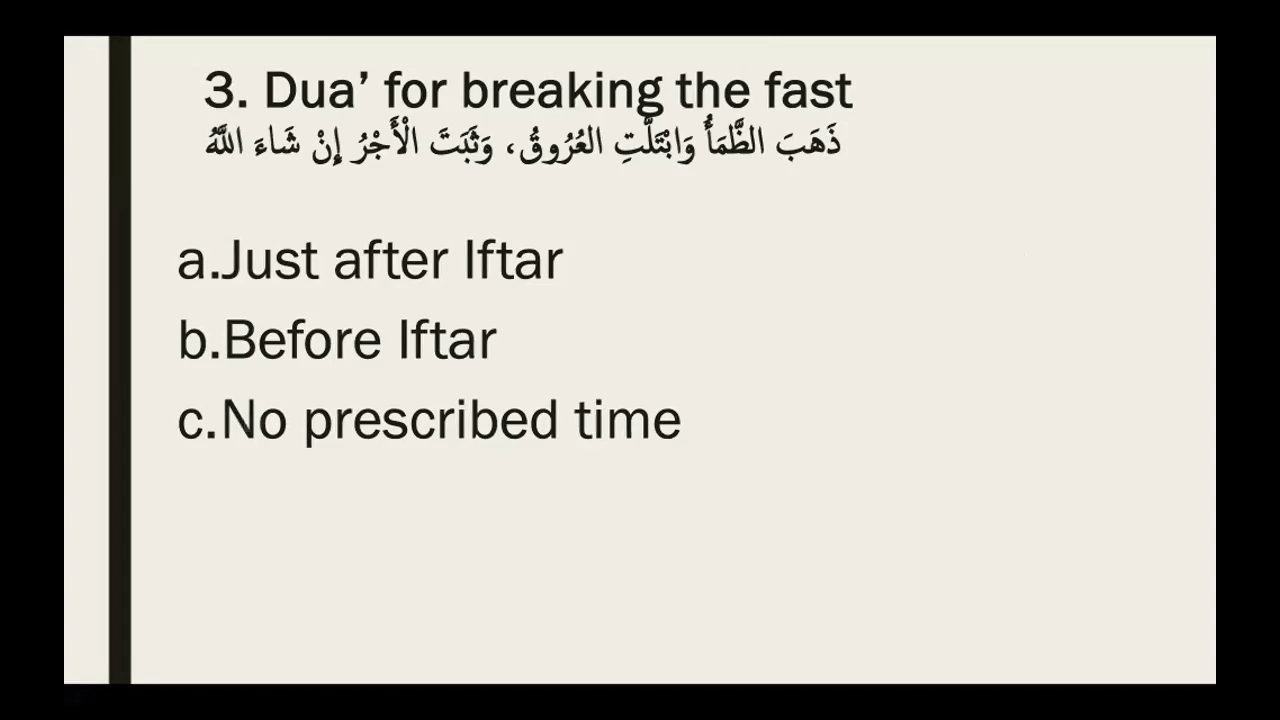 3. Dua’ for breaking the fast
ذَهَبَ الظَّمَأُ وَابْتَلَّتِ العُرُوقُ، وَثَبَتَ الْأَجْرُ إِنْ شَاءَ اللَّهُ
a.Just after Iftar
b.Before Iftar
c.No prescribed time